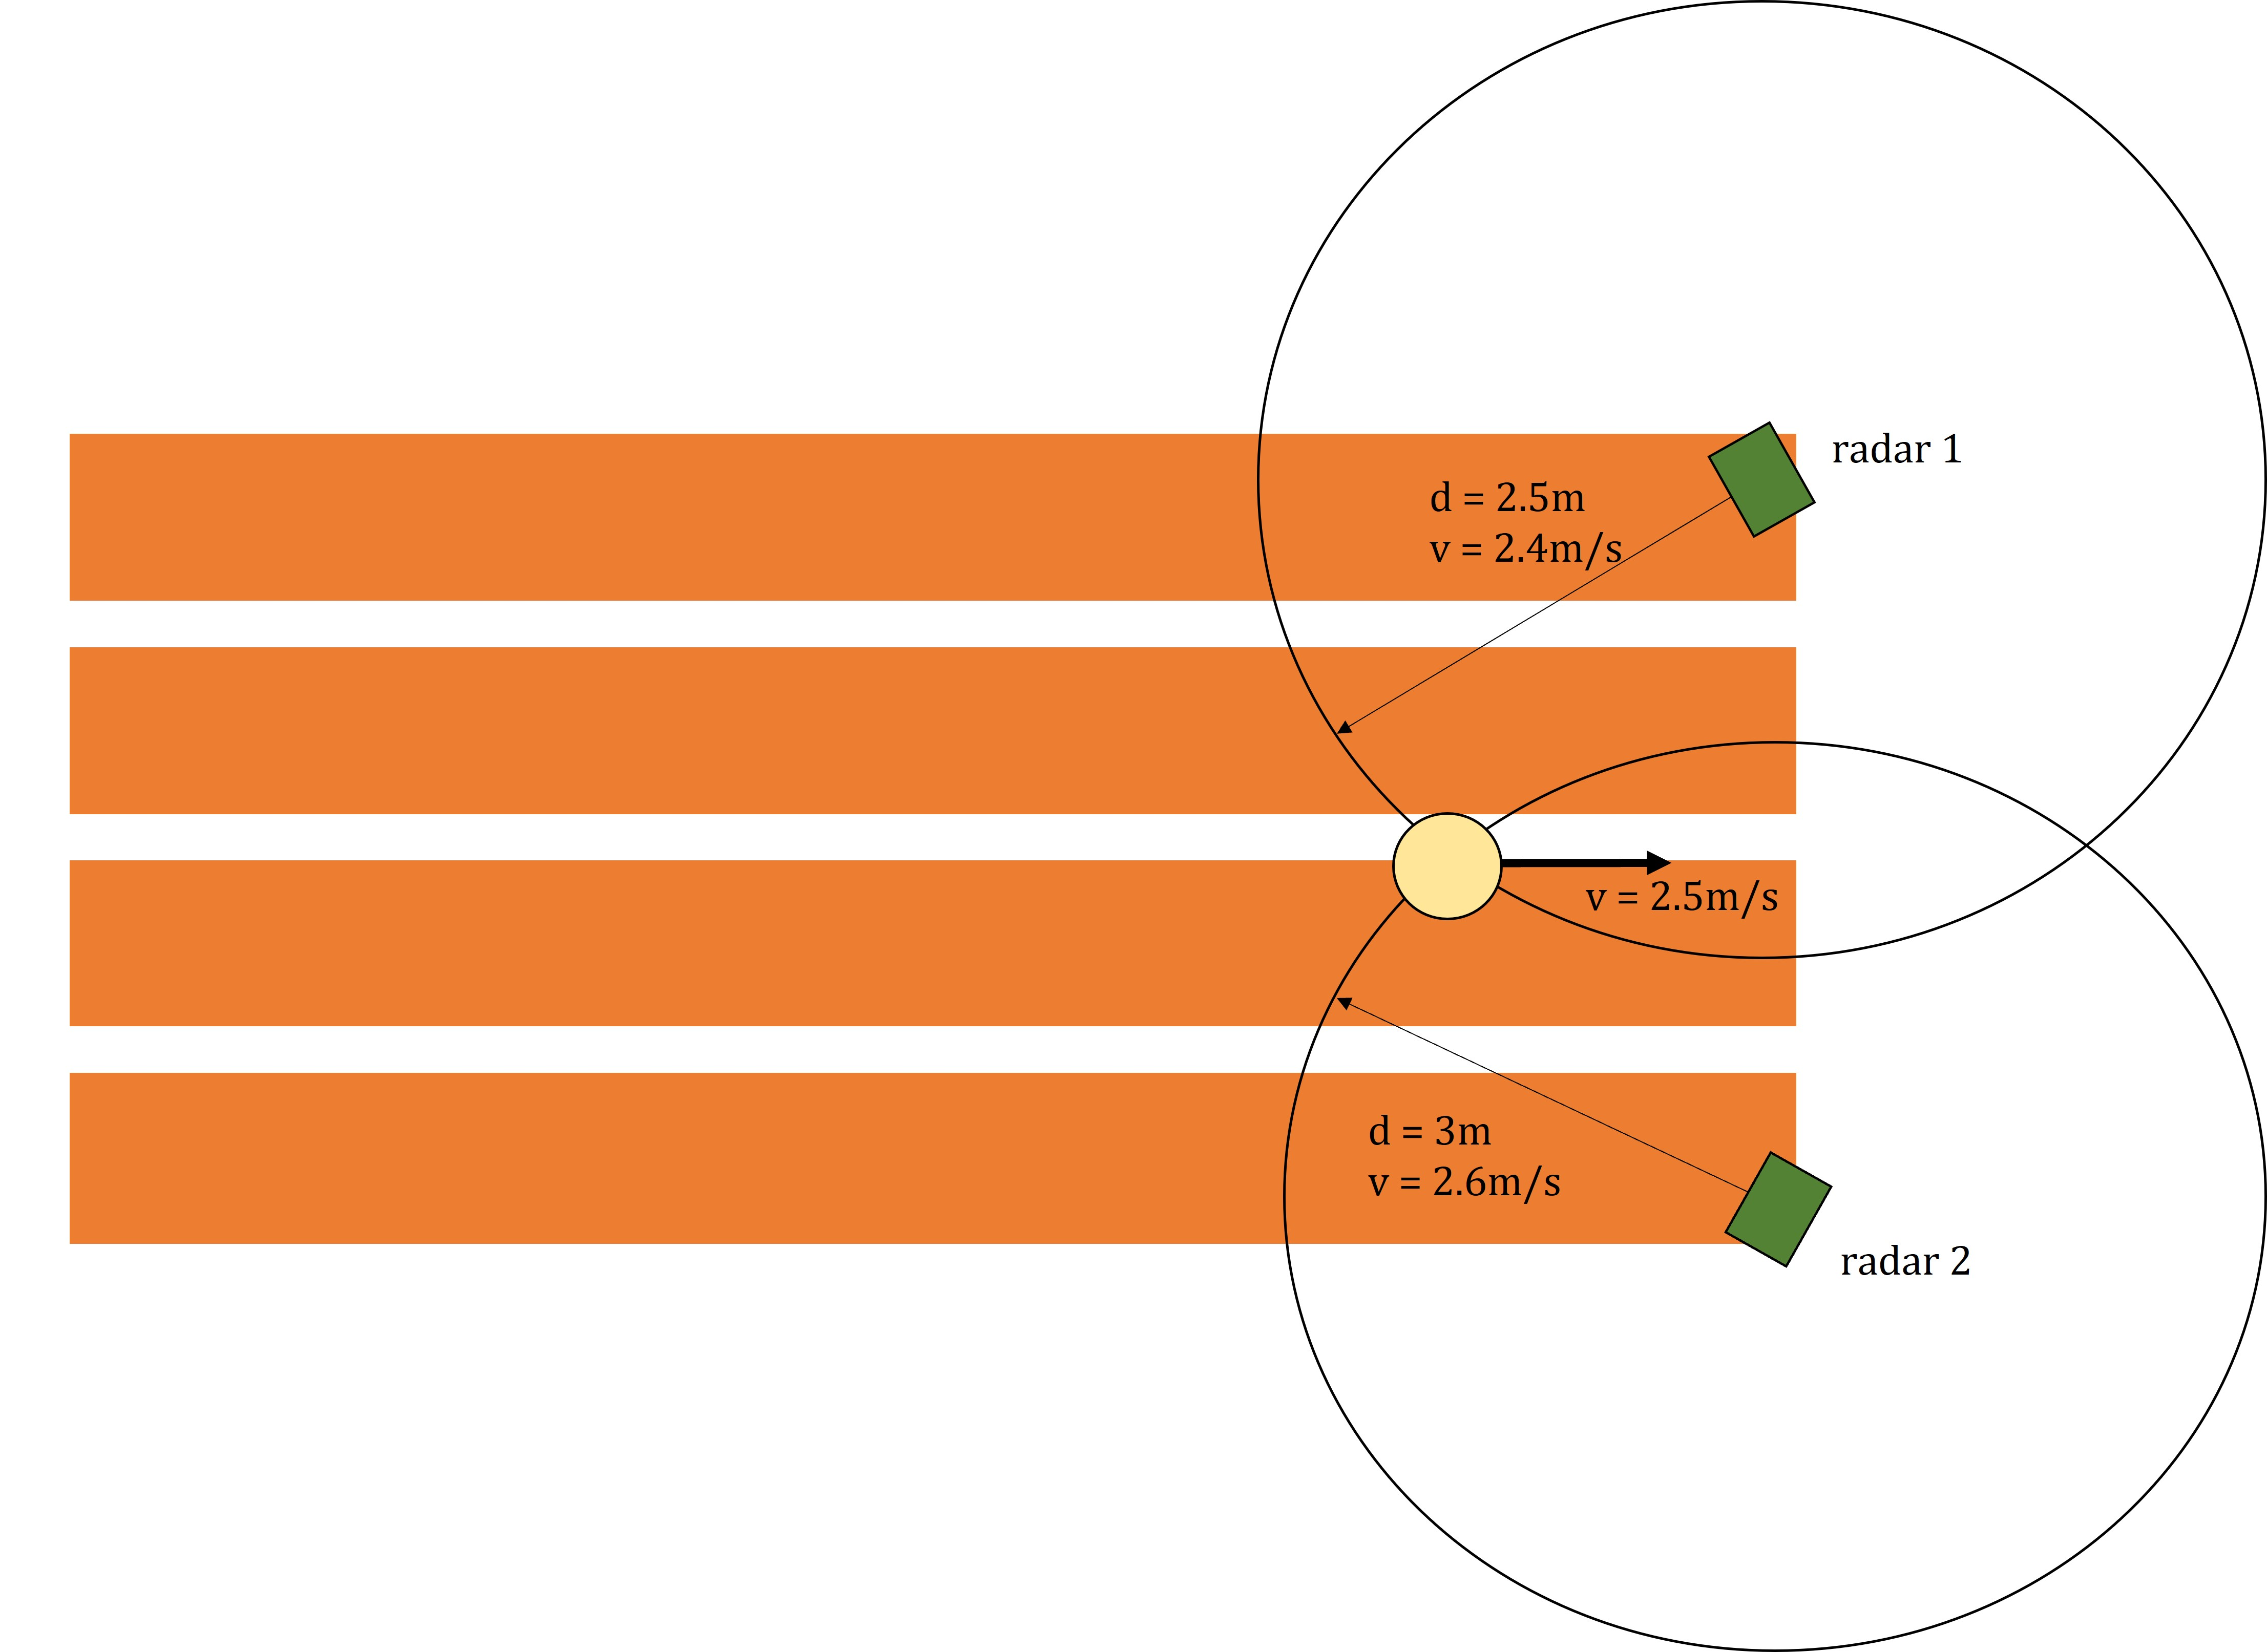 radar 1
d = 2.5m
v = 2.4m/s
v = 2.5m/s
d = 3m
v = 2.6m/s
radar 2